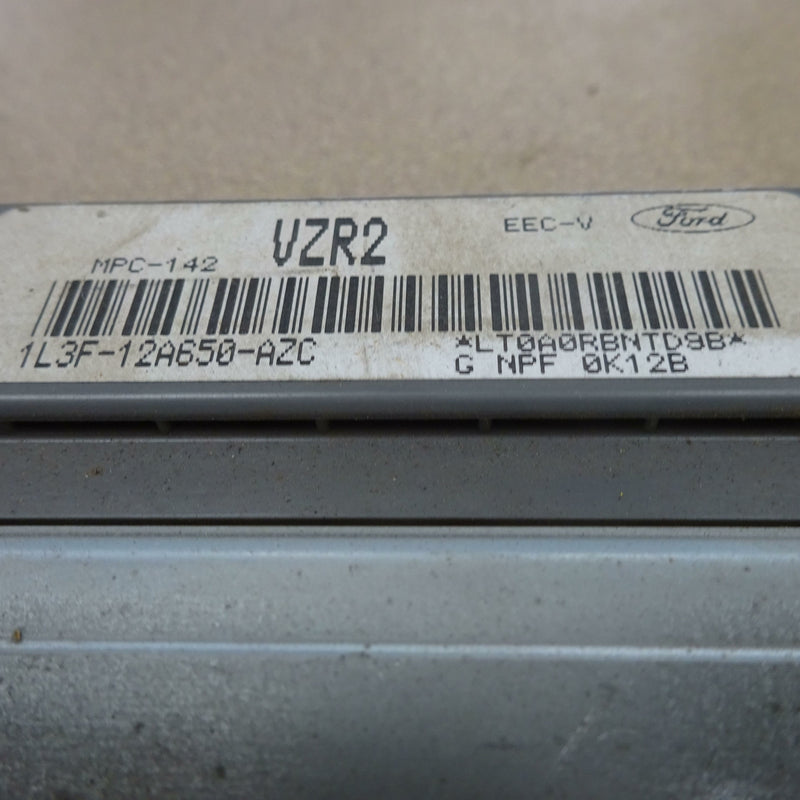 MPC-142 VZR2 EEC-V Ford
1L3F-12A650-AZC *LT0A0RBNTD9B*
G NPF 0K12B